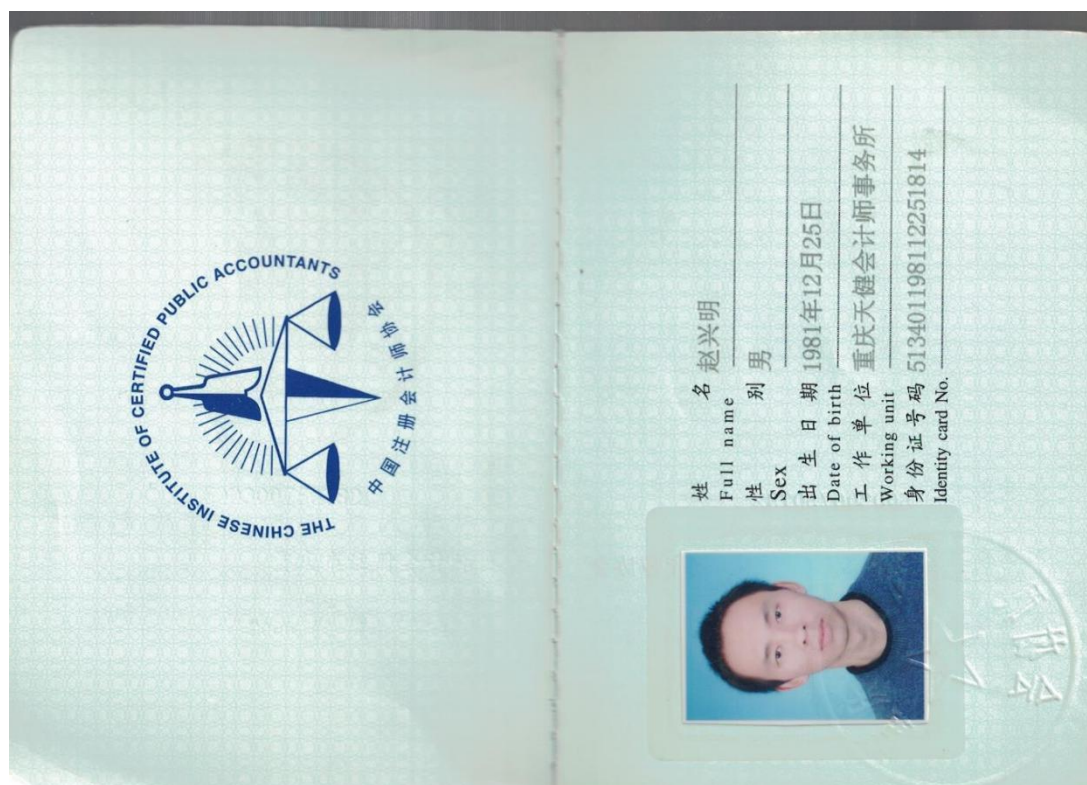 THE CHINESE INSTITUTE OF CERTIFIED PUBLIC ACCOUNTANTS
中国注册会计师协会
姓 名 赵兴明
Full name
性 别 男
Sex
出 生 日 期 1981年12月25日
Date of birth
工 作 单 位 重庆天健会计师事务所
Working unit
身 份 证 号 码 513401198112251814
Identity card No.